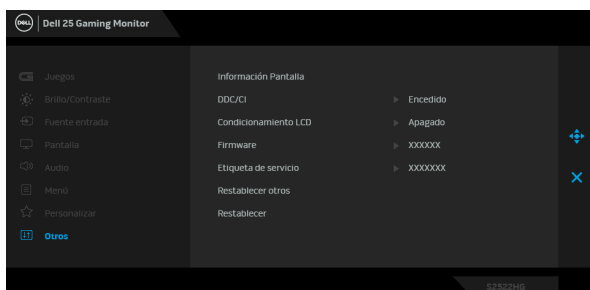 DELL
Dell 25 Gaming Monitor
Juegos
Brillo/Contraste
Fuente entrada
Pantalla
Audio
Menú
Personalizar
Otros
Información Pantalla
DDC/CI Encedido
Condicionamiento LCD Apagado
Firmware XXXXXX
Etiqueta de servicio XXXXXXX
Restablecer otros
Restablecer
S2522HG